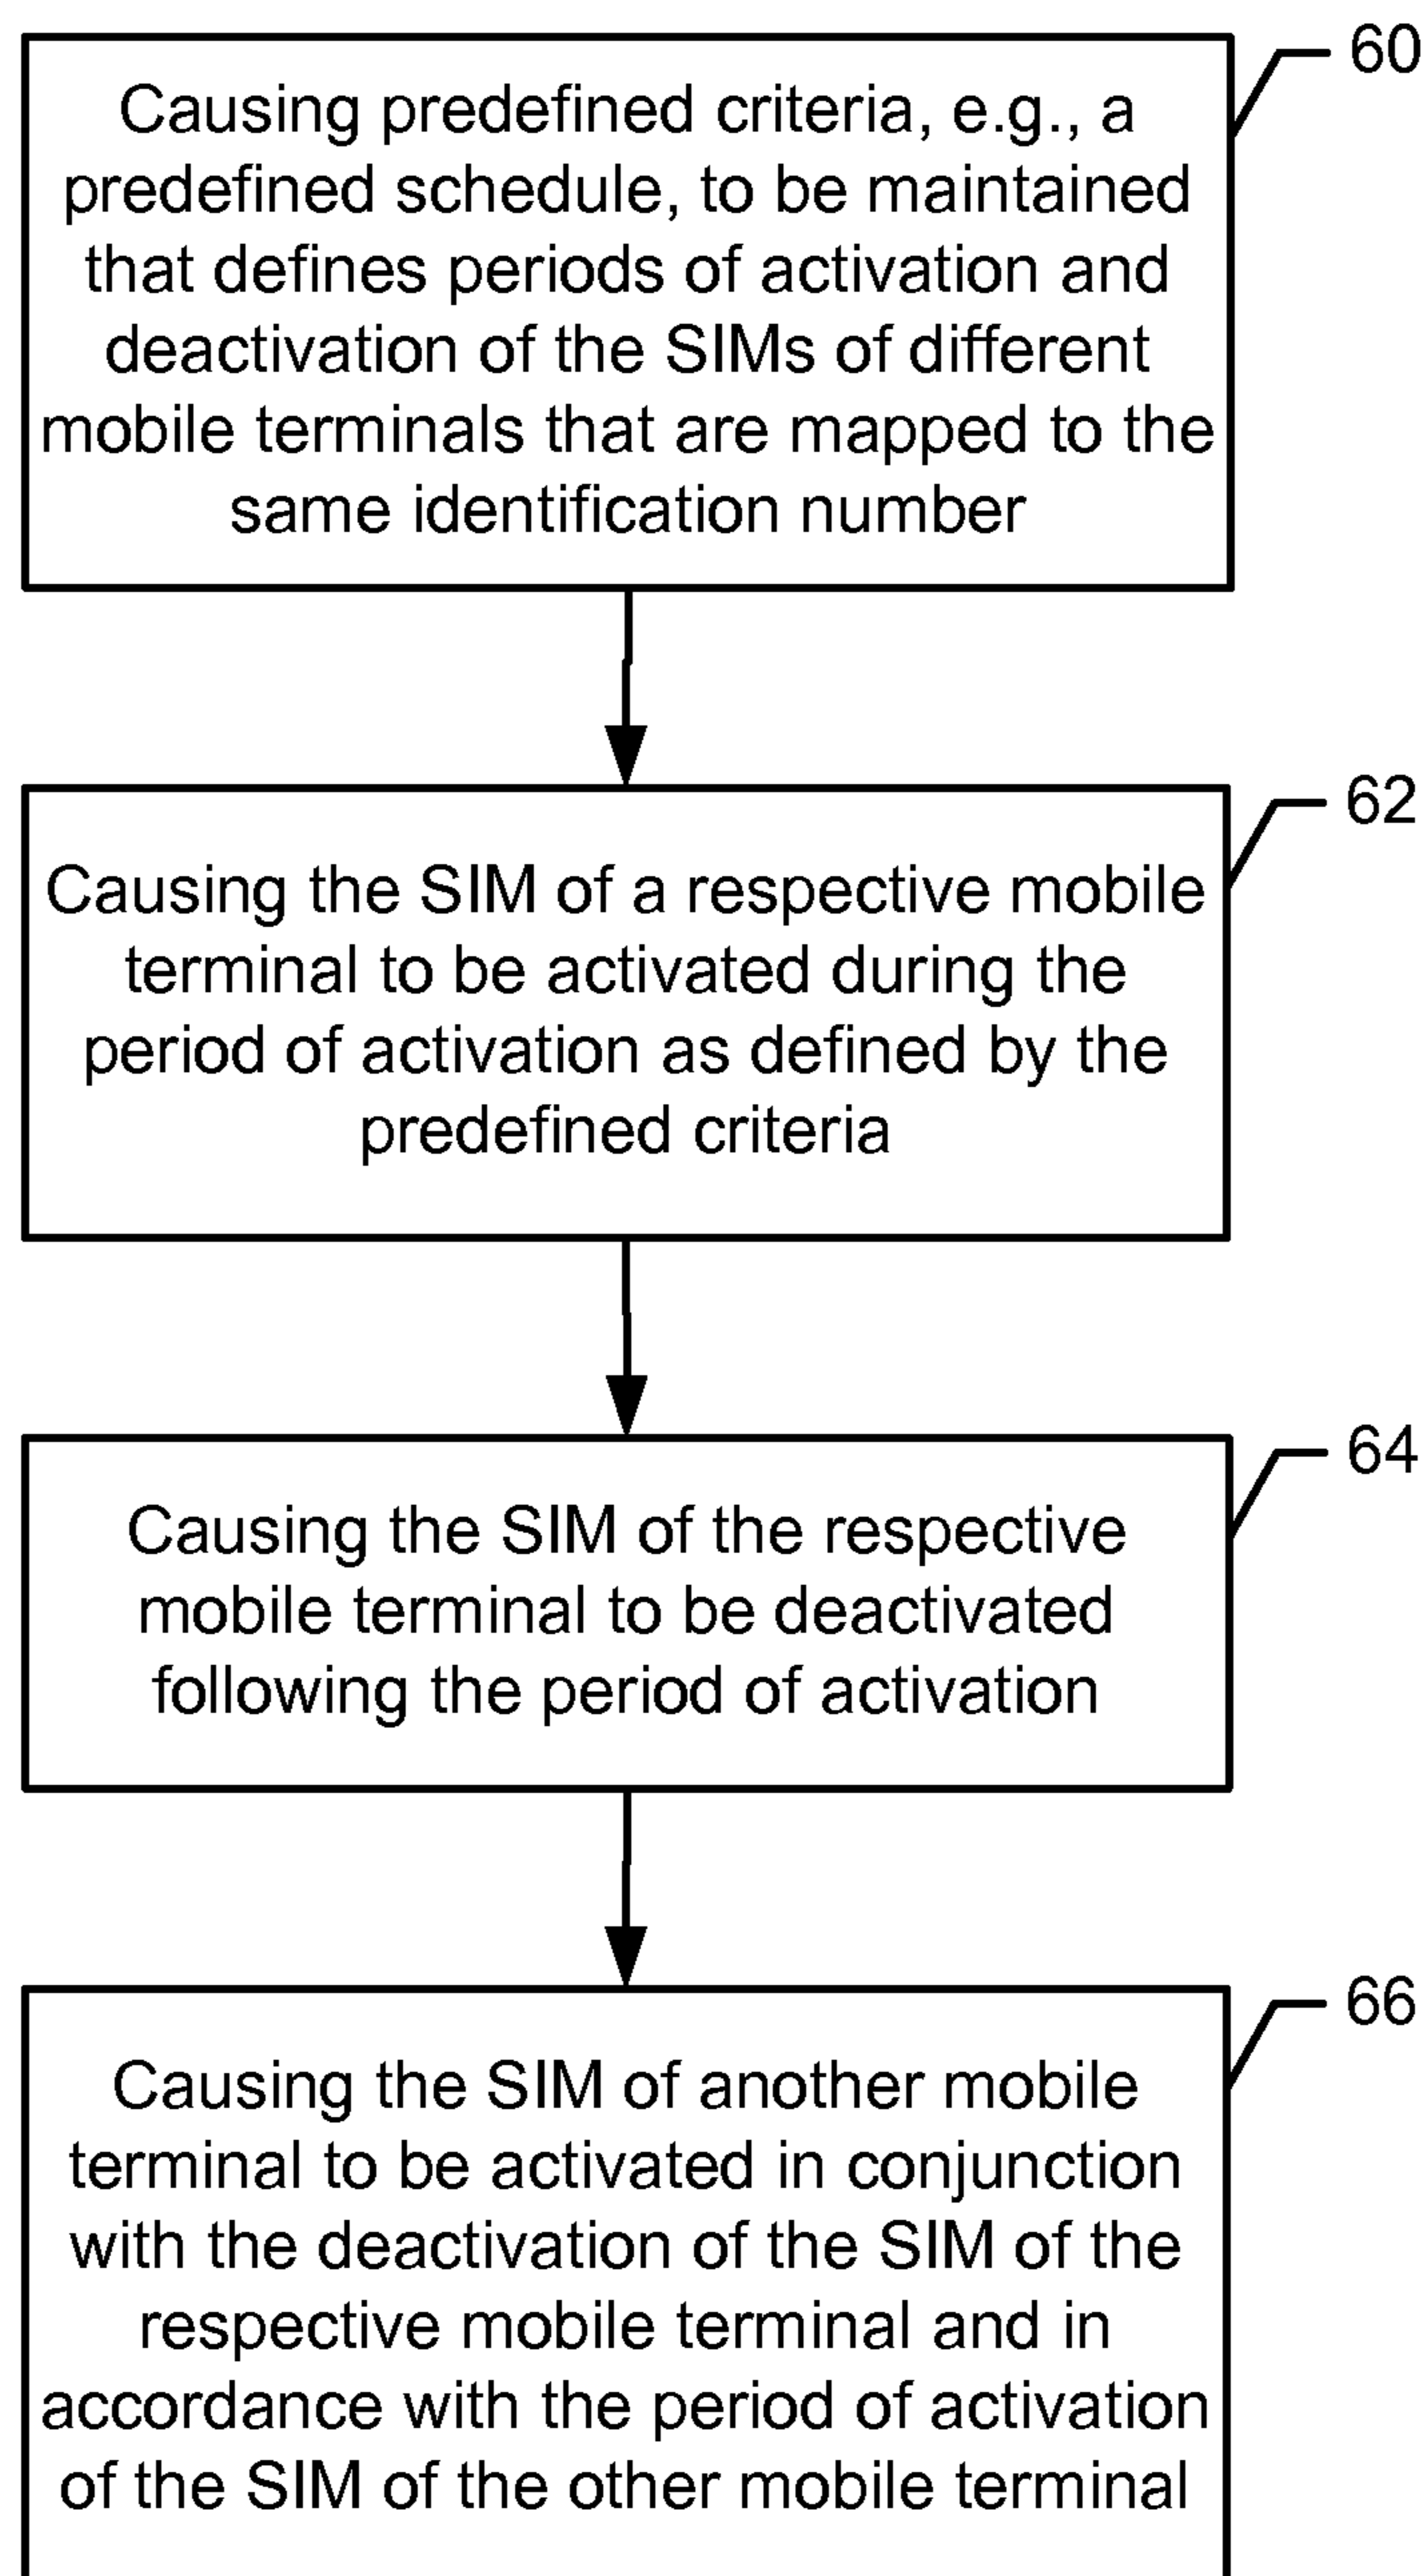 60
Causing predefined criteria, e.g., a
predefined schedule, to be maintained
that defines periods of activation and
deactivation of the SIMs of different
mobile terminals that are mapped to the
same identification number
62
Causing the SIM of a respective mobile
terminal to be activated during the
period of activation as defined by the
predefined criteria
64
Causing the SIM of the respective
mobile terminal to be deactivated
following the period of activation
66
Causing the SIM of another mobile
terminal to be activated in conjunction
with the deactivation of the SIM of the
respective mobile terminal and in
accordance with the period of activation
of the SIM of the other mobile terminal